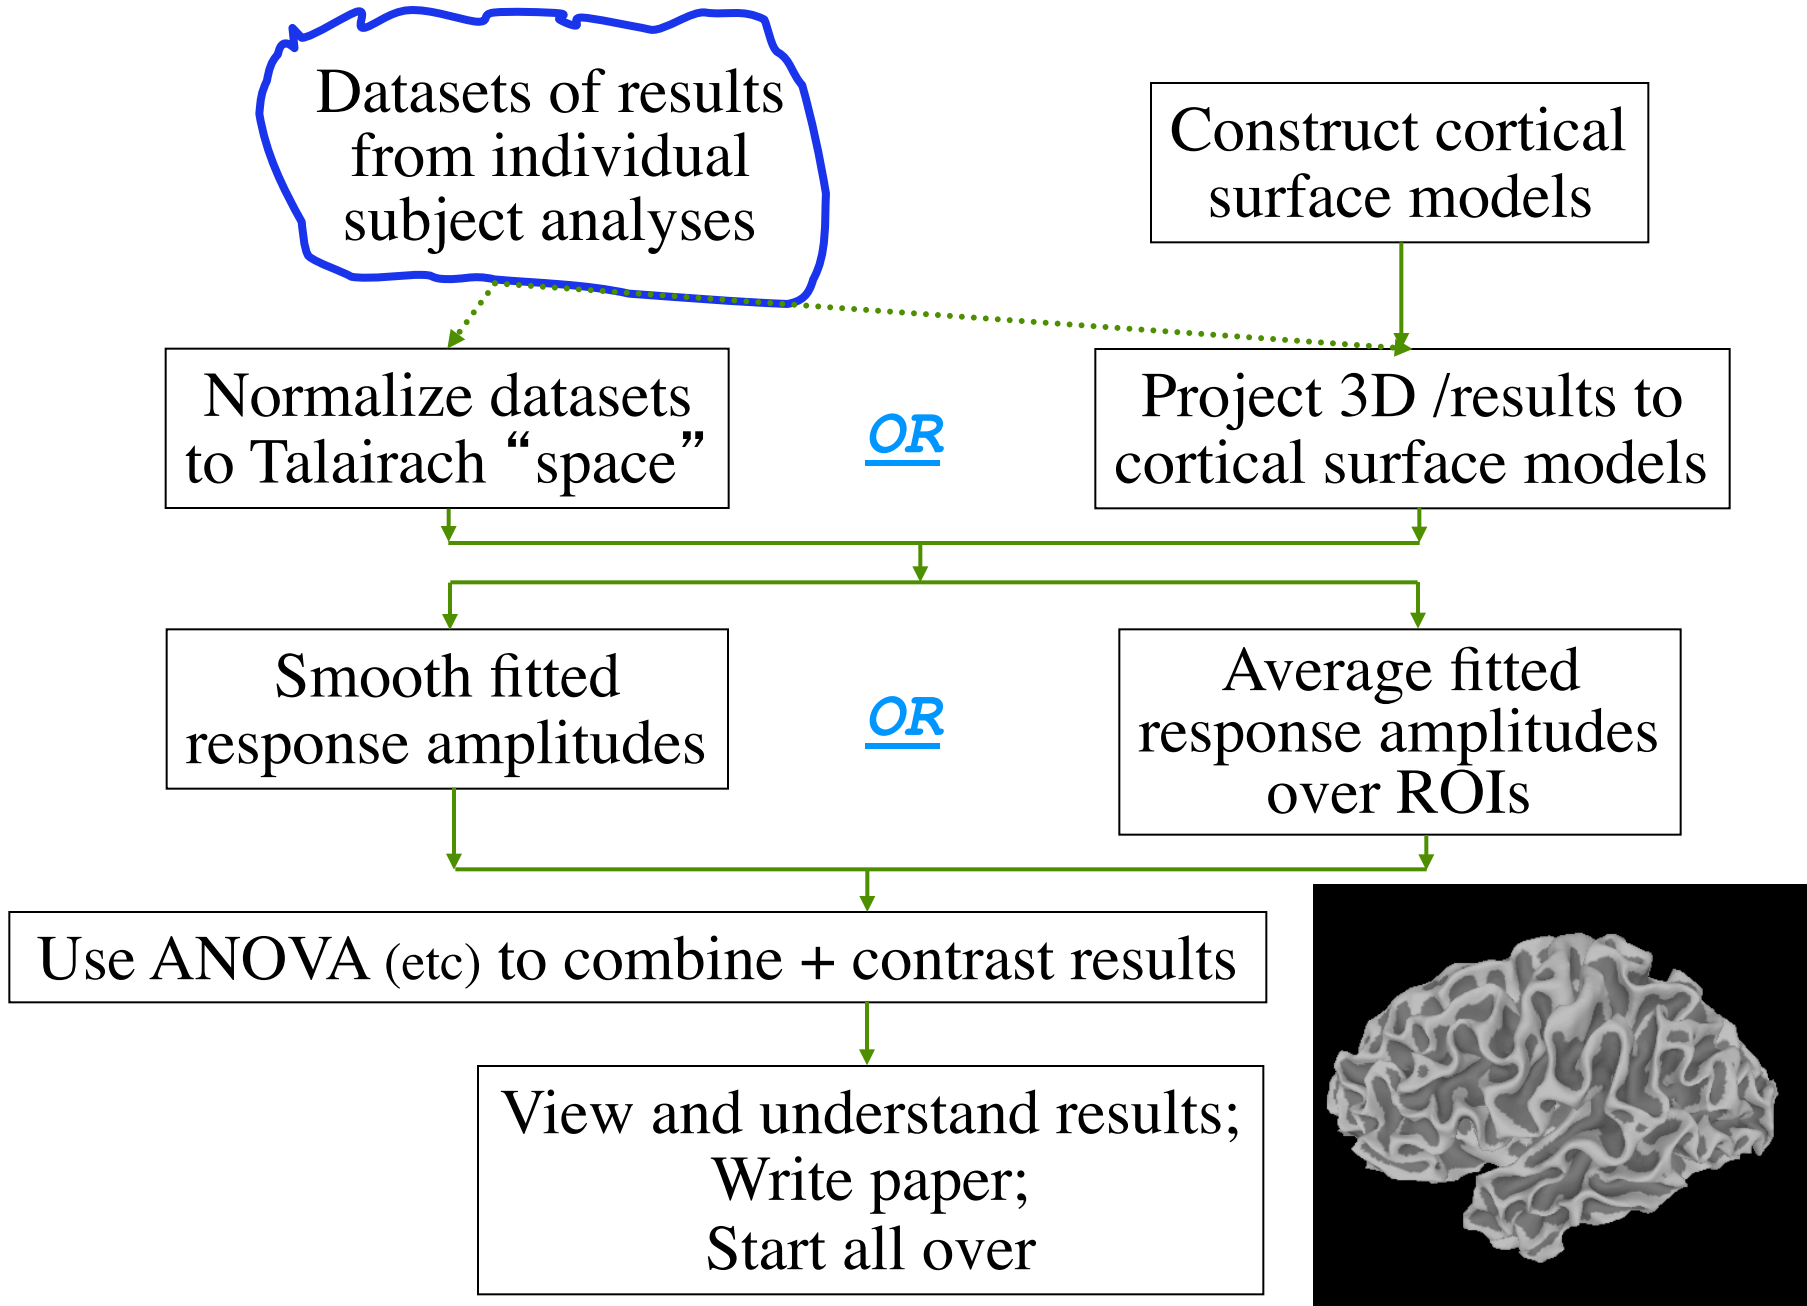 Datasets of results
from individual
subject analyses
Construct cortical
surface models
Normalize datasets
to Talairach “space”
OR
Project 3D /results to
cortical surface models
Smooth fitted
response amplitudes
OR
Average fitted
response amplitudes
over ROIs
Use ANOVA (etc) to combine + contrast results
View and understand results;
Write paper;
Start all over